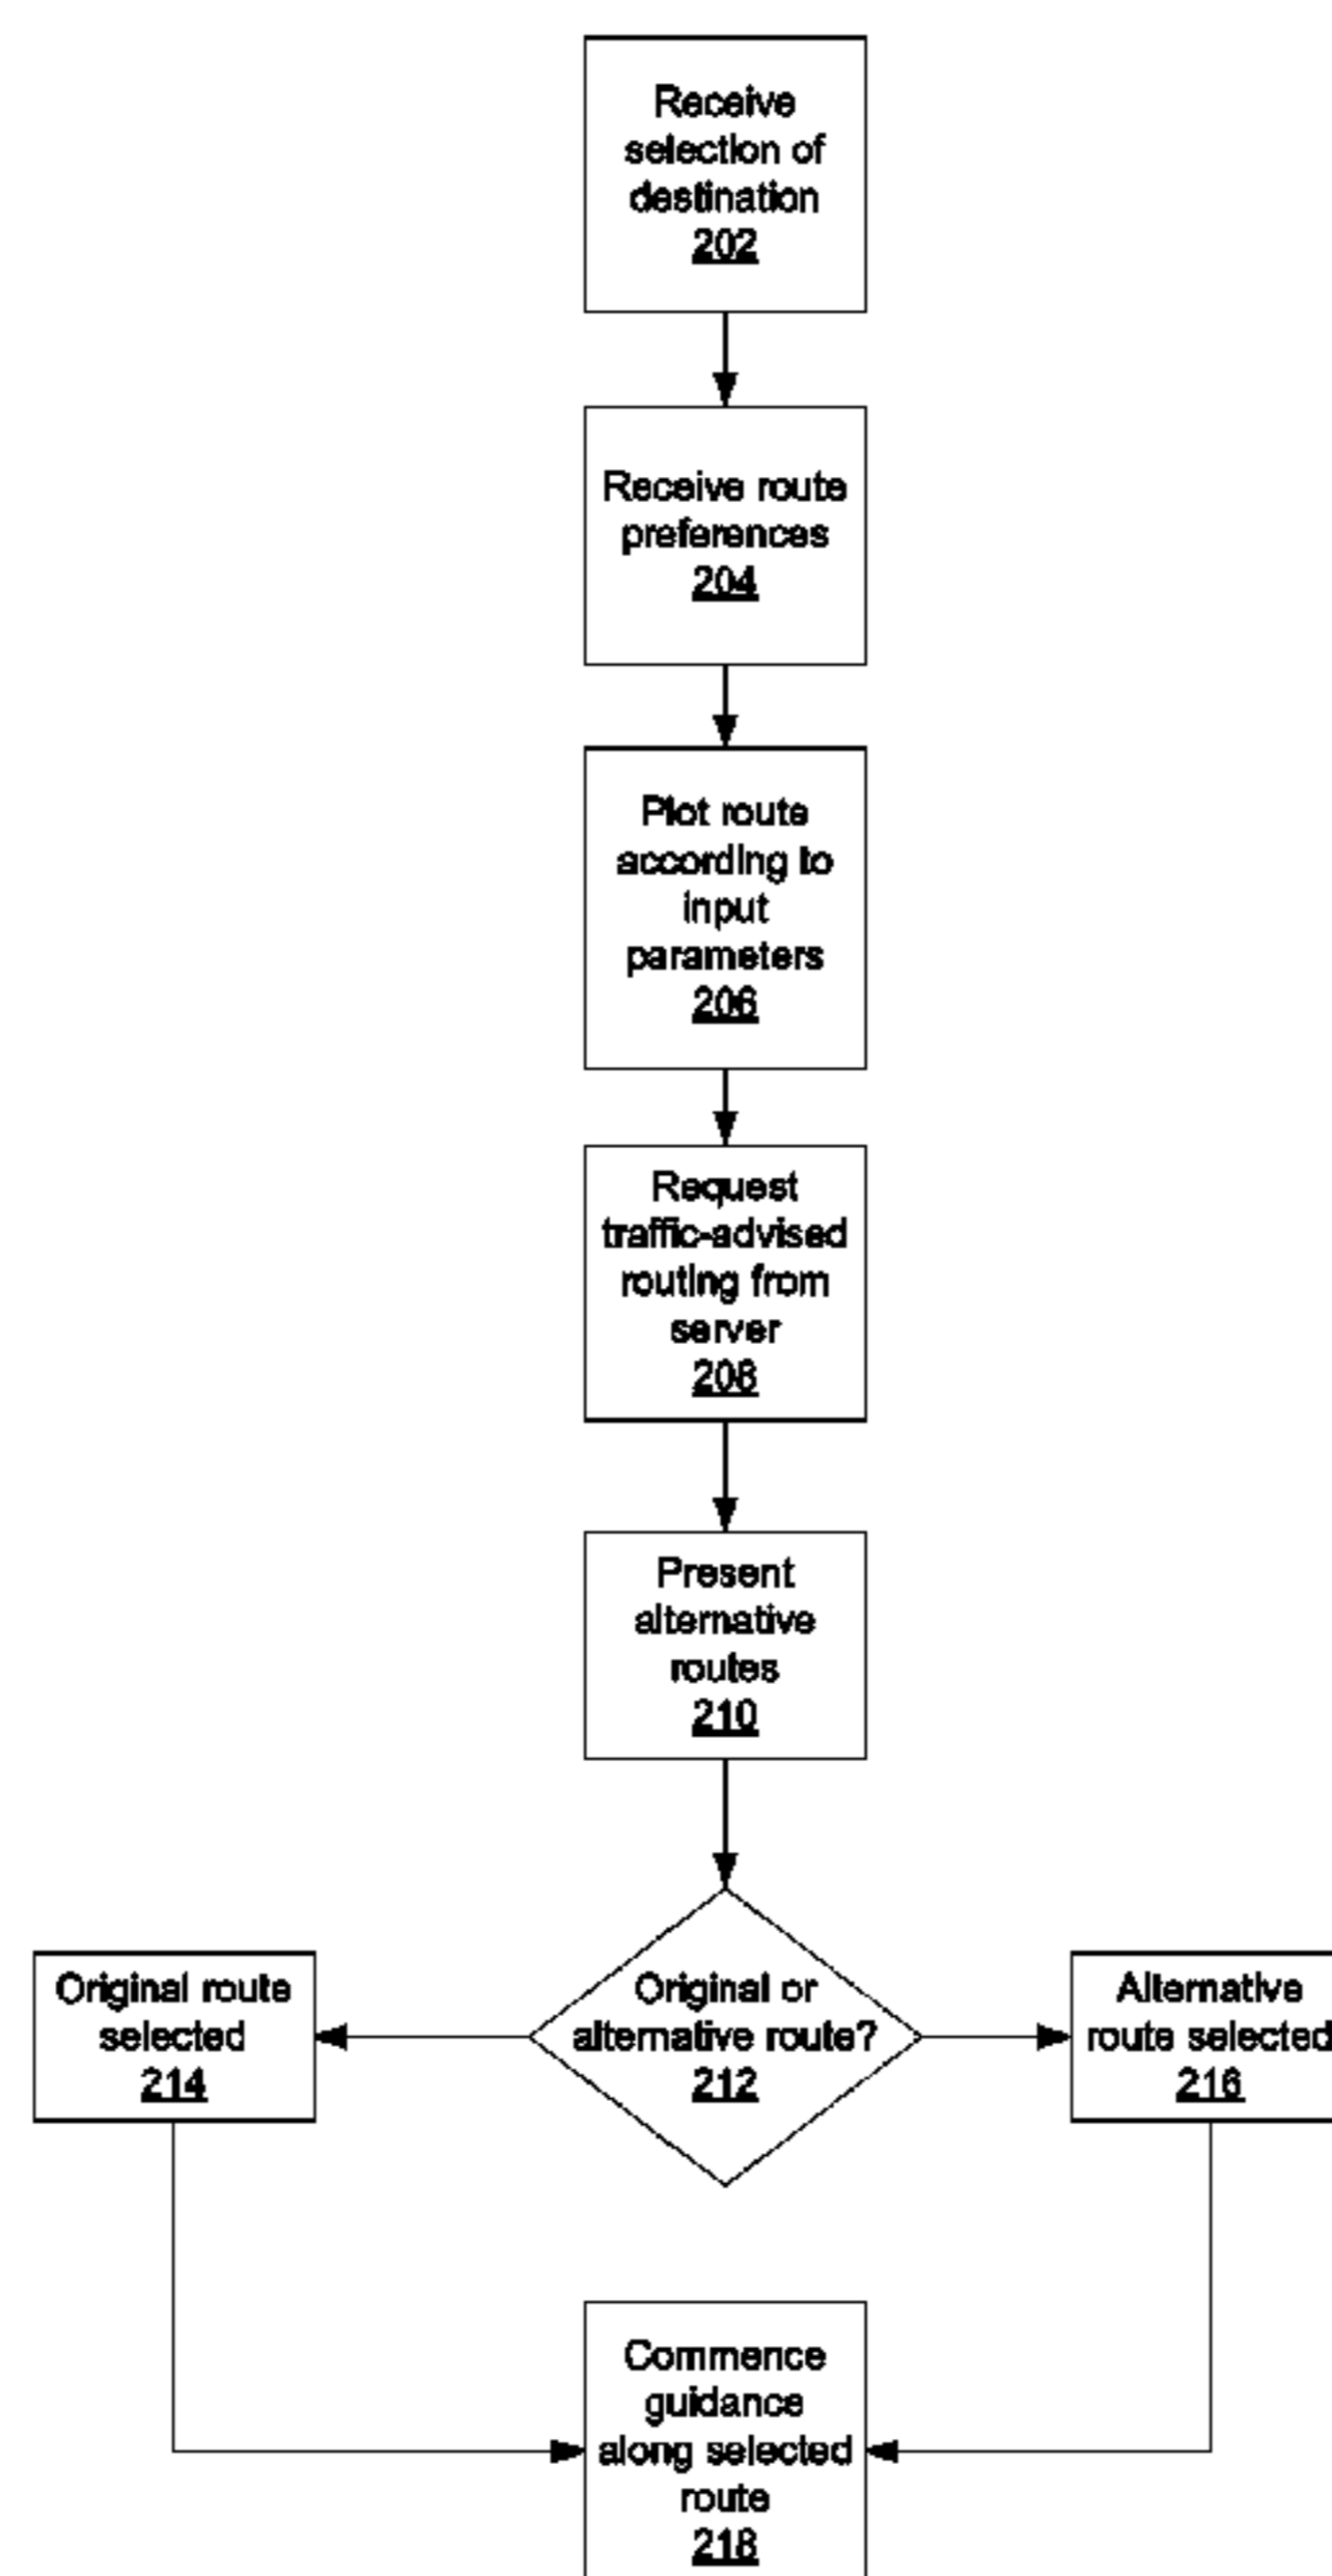 Receive
selection of
destination
202
Receive route
preferences
204
Plot route
according to
input
parameters
206
Request
traffic-advised
routing from
server
208
Present
alternative
routes
210
Original route
selected
214
Original or
alternative route?
212
Alternative
route selected
216
Commence
guidance
along selected
route
218